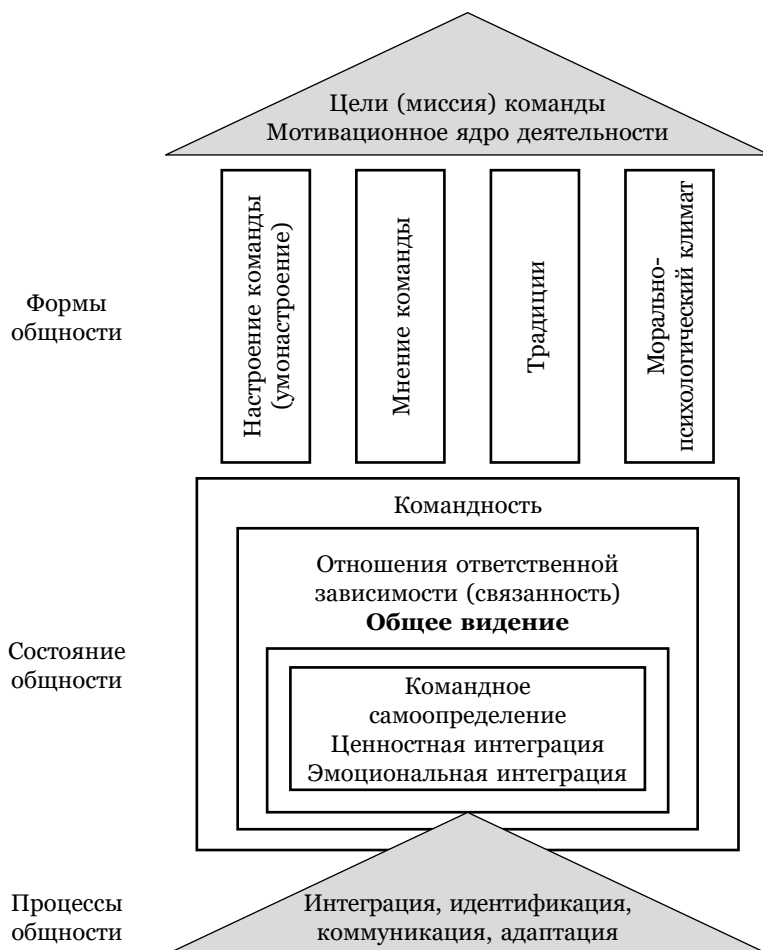 Цели (миссия) команды
Мотивационное ядро деятельности
Формы
общности
Настроение команды
(умонастроение)
Мнение команды
Традиции
Морально-
психологический климат
Состояние
общности
Командность
Отношения ответственной
зависимости (связанность)
Общее видение
Командное
самоопределение
Ценностная интеграция
Эмоциональная интеграция
Процессы
общности
Интеграция, идентификация,
коммуникация, адаптация